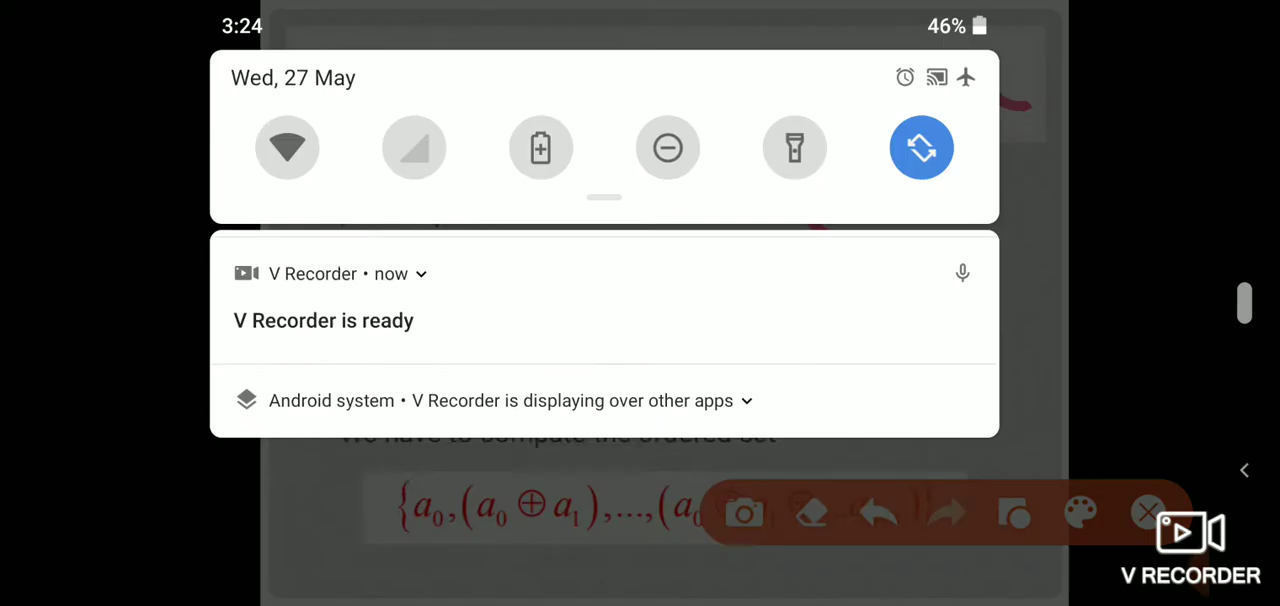 3:24
46%
Wed, 27 May
V Recorder • now
V Recorder is ready
Android system • V Recorder is displaying over other apps
We have to compute the ordered set
{a₀,(a₀ ⊕ a₁),...,(a₀
V RECORDER